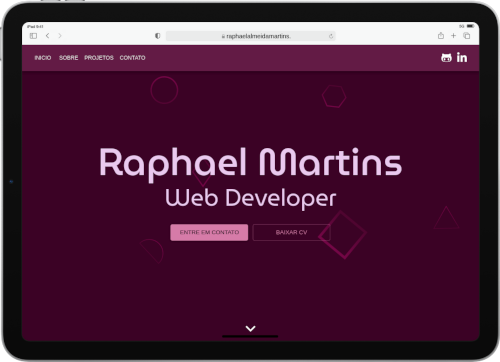 iPad 9:41
raphaelalmeidamartins.
INICIO SOBRE PROJETOS CONTATO
in
Raphael Martins
Web Developer
ENTRE EM CONTATO BAIXAR CV